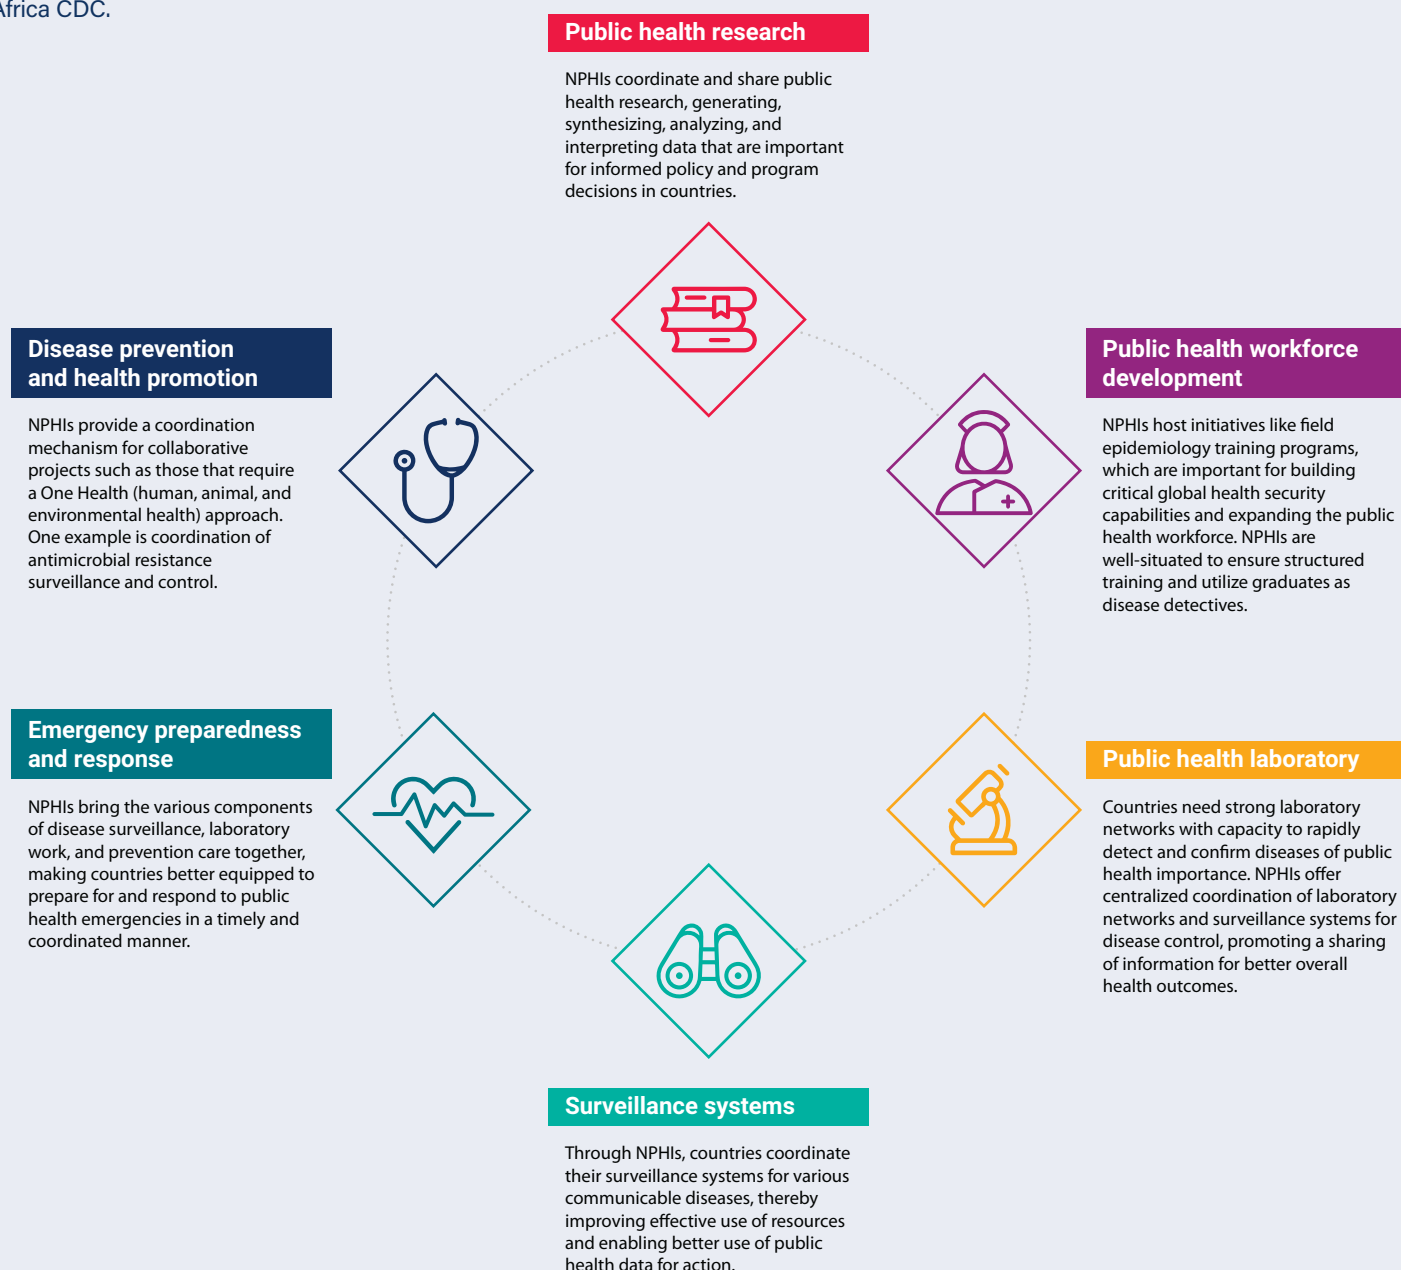 Africa CDC.
Public health research
NPHIs coordinate and share public
health research, generating,
synthesizing, analyzing, and
interpreting data that are important
for informed policy and program
decisions in countries.
Disease prevention
and health promotion
NPHIs provide a coordination
mechanism for collaborative
projects such as those that require
a One Health (human, animal, and
environmental health) approach.
One example is coordination of
antimicrobial resistance
surveillance and control.
Public health workforce
development
NPHIs host initiatives like field
epidemiology training programs,
which are important for building
critical global health security
capabilities and expanding the public
health workforce. NPHIs are
well-situated to ensure structured
training and utilize graduates as
disease detectives.
Emergency preparedness
and response
NPHIs bring the various components
of disease surveillance, laboratory
work, and prevention care together,
making countries better equipped to
prepare for and respond to public
health emergencies in a timely and
coordinated manner.
Public health laboratory
Countries need strong laboratory
networks with capacity to rapidly
detect and confirm diseases of public
health importance. NPHIs offer
centralized coordination of laboratory
networks and surveillance systems for
disease control, promoting a sharing
of information for better overall
health outcomes.
Surveillance systems
Through NPHIs, countries coordinate
their surveillance systems for various
communicable diseases, thereby
improving effective use of resources
and enabling better use of public
health data for action.